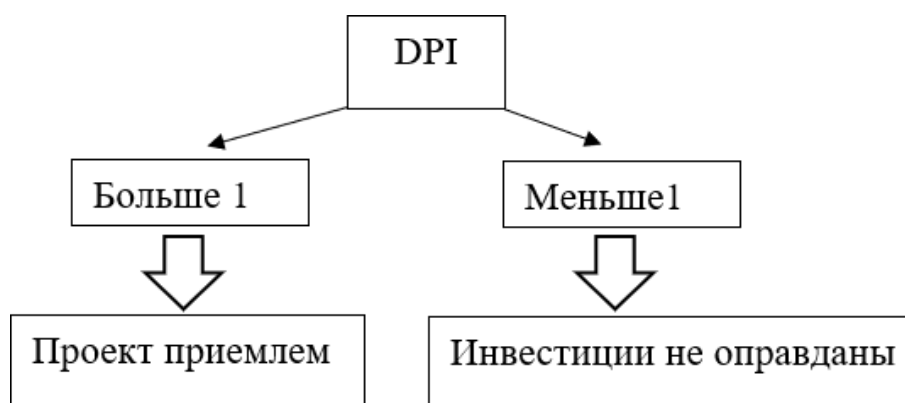 DPI
Больше 1
Меньше1
Проект приемлем
Инвестиции не оправданы